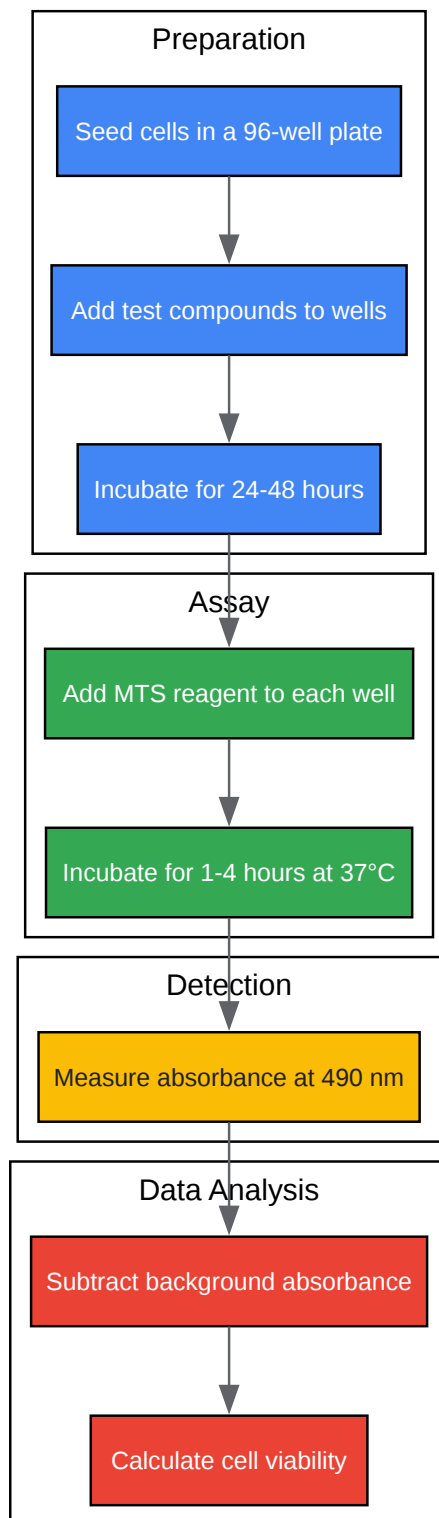 Preparation
Seed cells in a 96-well plate
Add test compounds to wells
Incubate for 24-48 hours
Assay
Add MTS reagent to each well
Incubate for 1-4 hours at 37°C
Detection
Measure absorbance at 490 nm
Data Analysis
Subtract background absorbance
Calculate cell viability